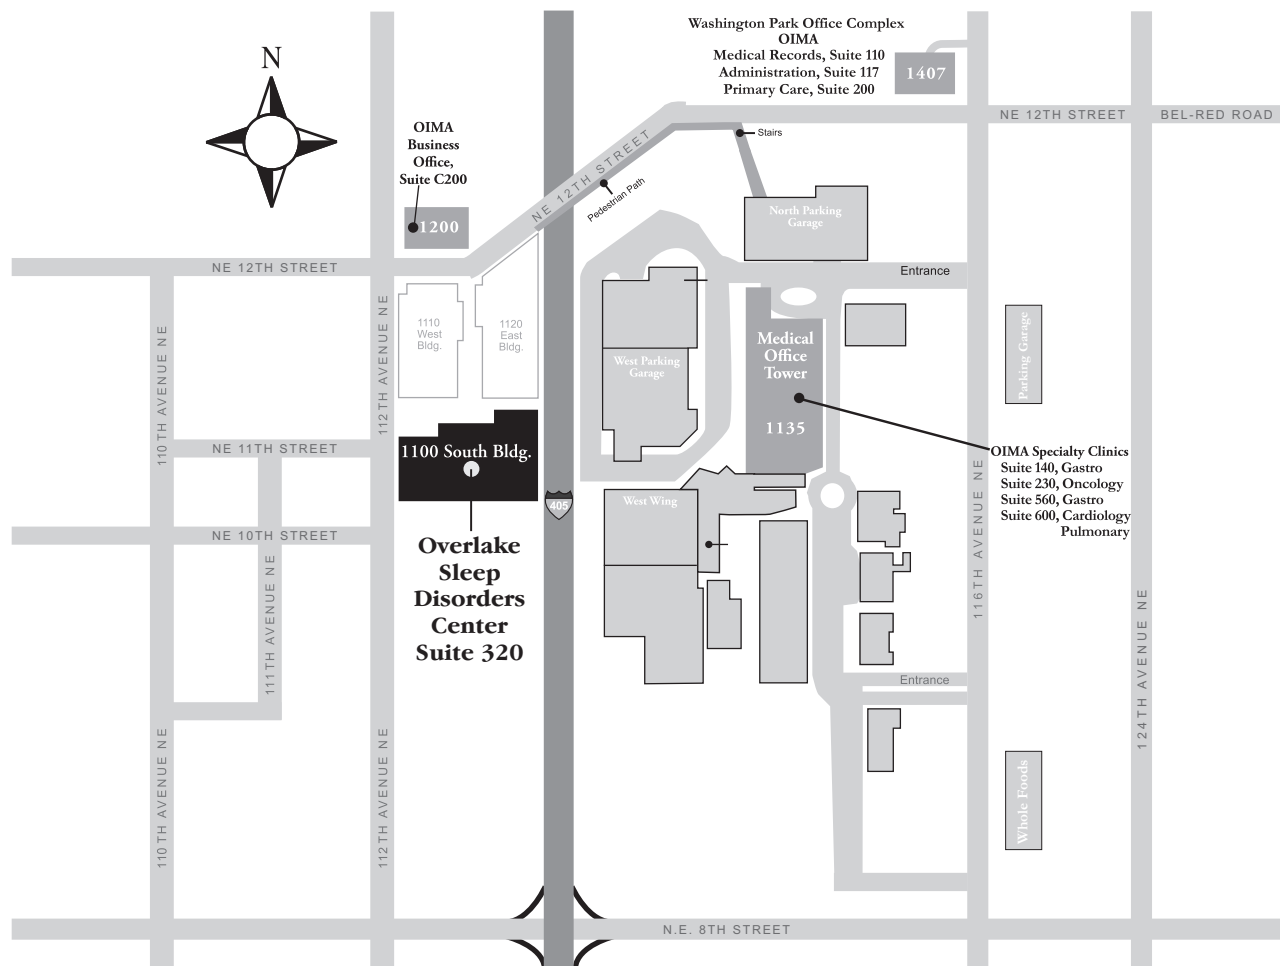 Washington Park Office Complex
OIMA
Medical Records, Suite 110
Administration, Suite 117
Primary Care, Suite 200
1407
N
NE 12TH STREET
BEL-RED ROAD
OIMA
Business
Office,
Suite C200
Stairs
NE 12TH STREET
Pedestrian Path
1200
North Parking
Garage
NE 12TH STREET
Entrance
1110
West
Bldg.
1120
East
Bldg.
110TH AVENUE NE
112TH AVENUE NE
West Parking
Garage
Medical
Office
Tower
1135
Parking Garage
NE 11TH STREET
1100 South Bldg.
OIMA Specialty Clinics
Suite 140, Gastro
Suite 230, Oncology
Suite 560, Gastro
Suite 600, Cardiology
Pulmonary
West Wing
405
NE 10TH STREET
Overlake
Sleep
Disorders
Center
Suite 320
111TH AVENUE NE
116TH AVENUE NE
124TH AVENUE NE
Entrance
110TH AVENUE NE
112TH AVENUE NE
Whole Foods
N.E. 8TH STREET